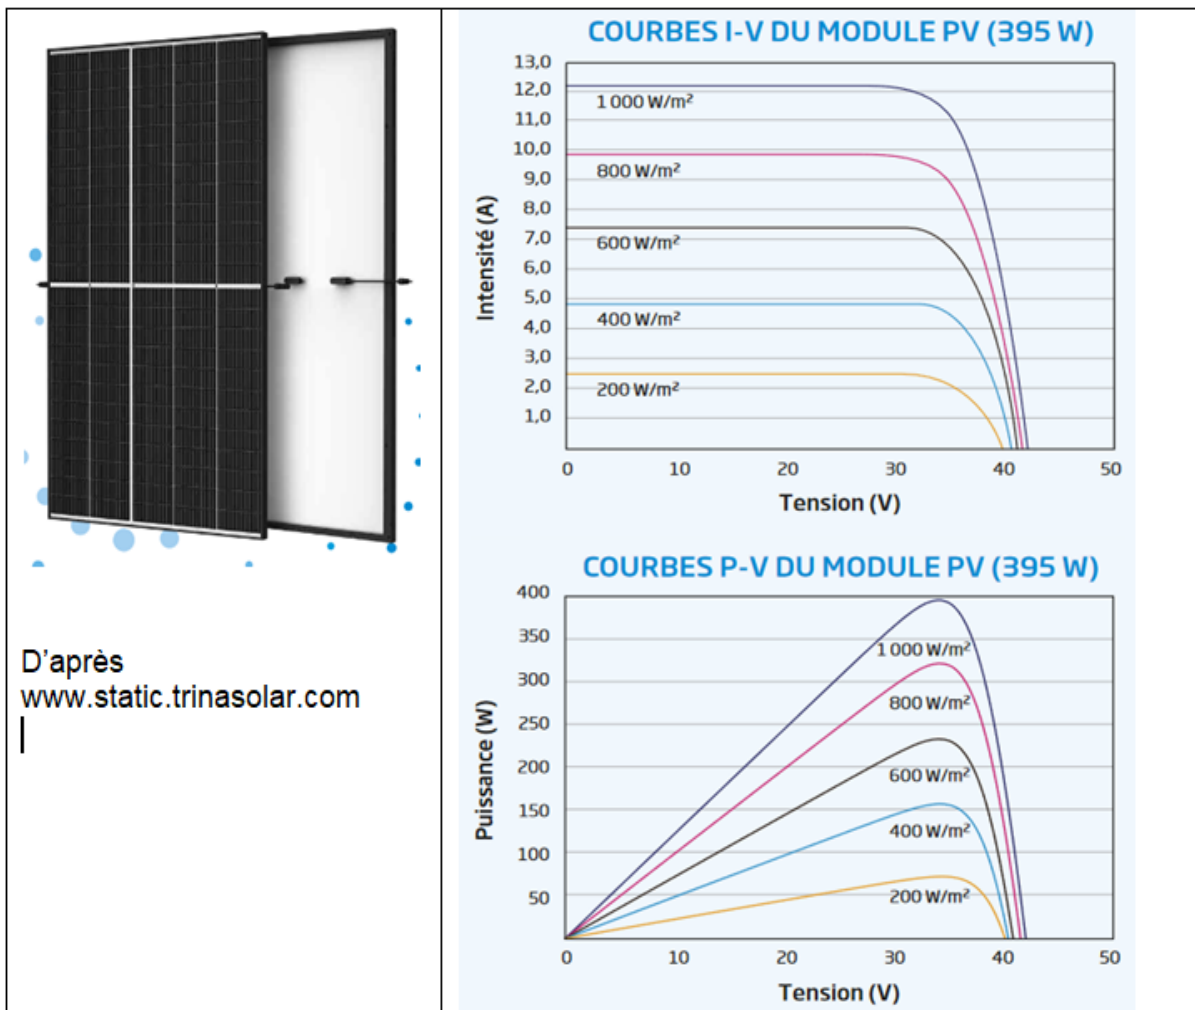 D'après
www.static.trinasolar.com
COURBES I-V DU MODULE PV (395 W)
Intensité (A)
13,0
12,0
11,0
10,0
9,0
8,0
7,0
6,0
5,0
4,0
3,0
2,0
1,0
1 000 W/m²
800 W/m²
600 W/m²
400 W/m²
200 W/m²
0 10 20 30 40 50
Tension (V)
COURBES P-V DU MODULE PV (395 W)
Puissance (W)
400
350
300
250
200
150
100
50
1 000 W/m²
800 W/m²
600 W/m²
400 W/m²
200 W/m²
0 10 20 30 40 50
Tension (V)